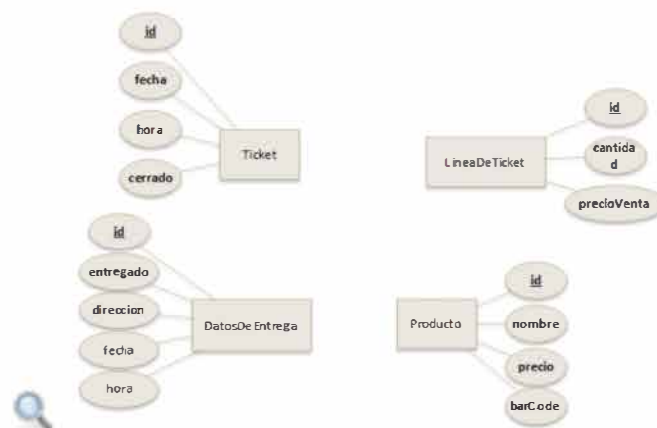 id
fecha
hora
cerrado
Ticket
id
cantida
d
precioVenta
LineaDeTicket
id
entregado
direccion
fecha
hora
DatosDeEntrega
id
nombre
precio
barCode
Producto